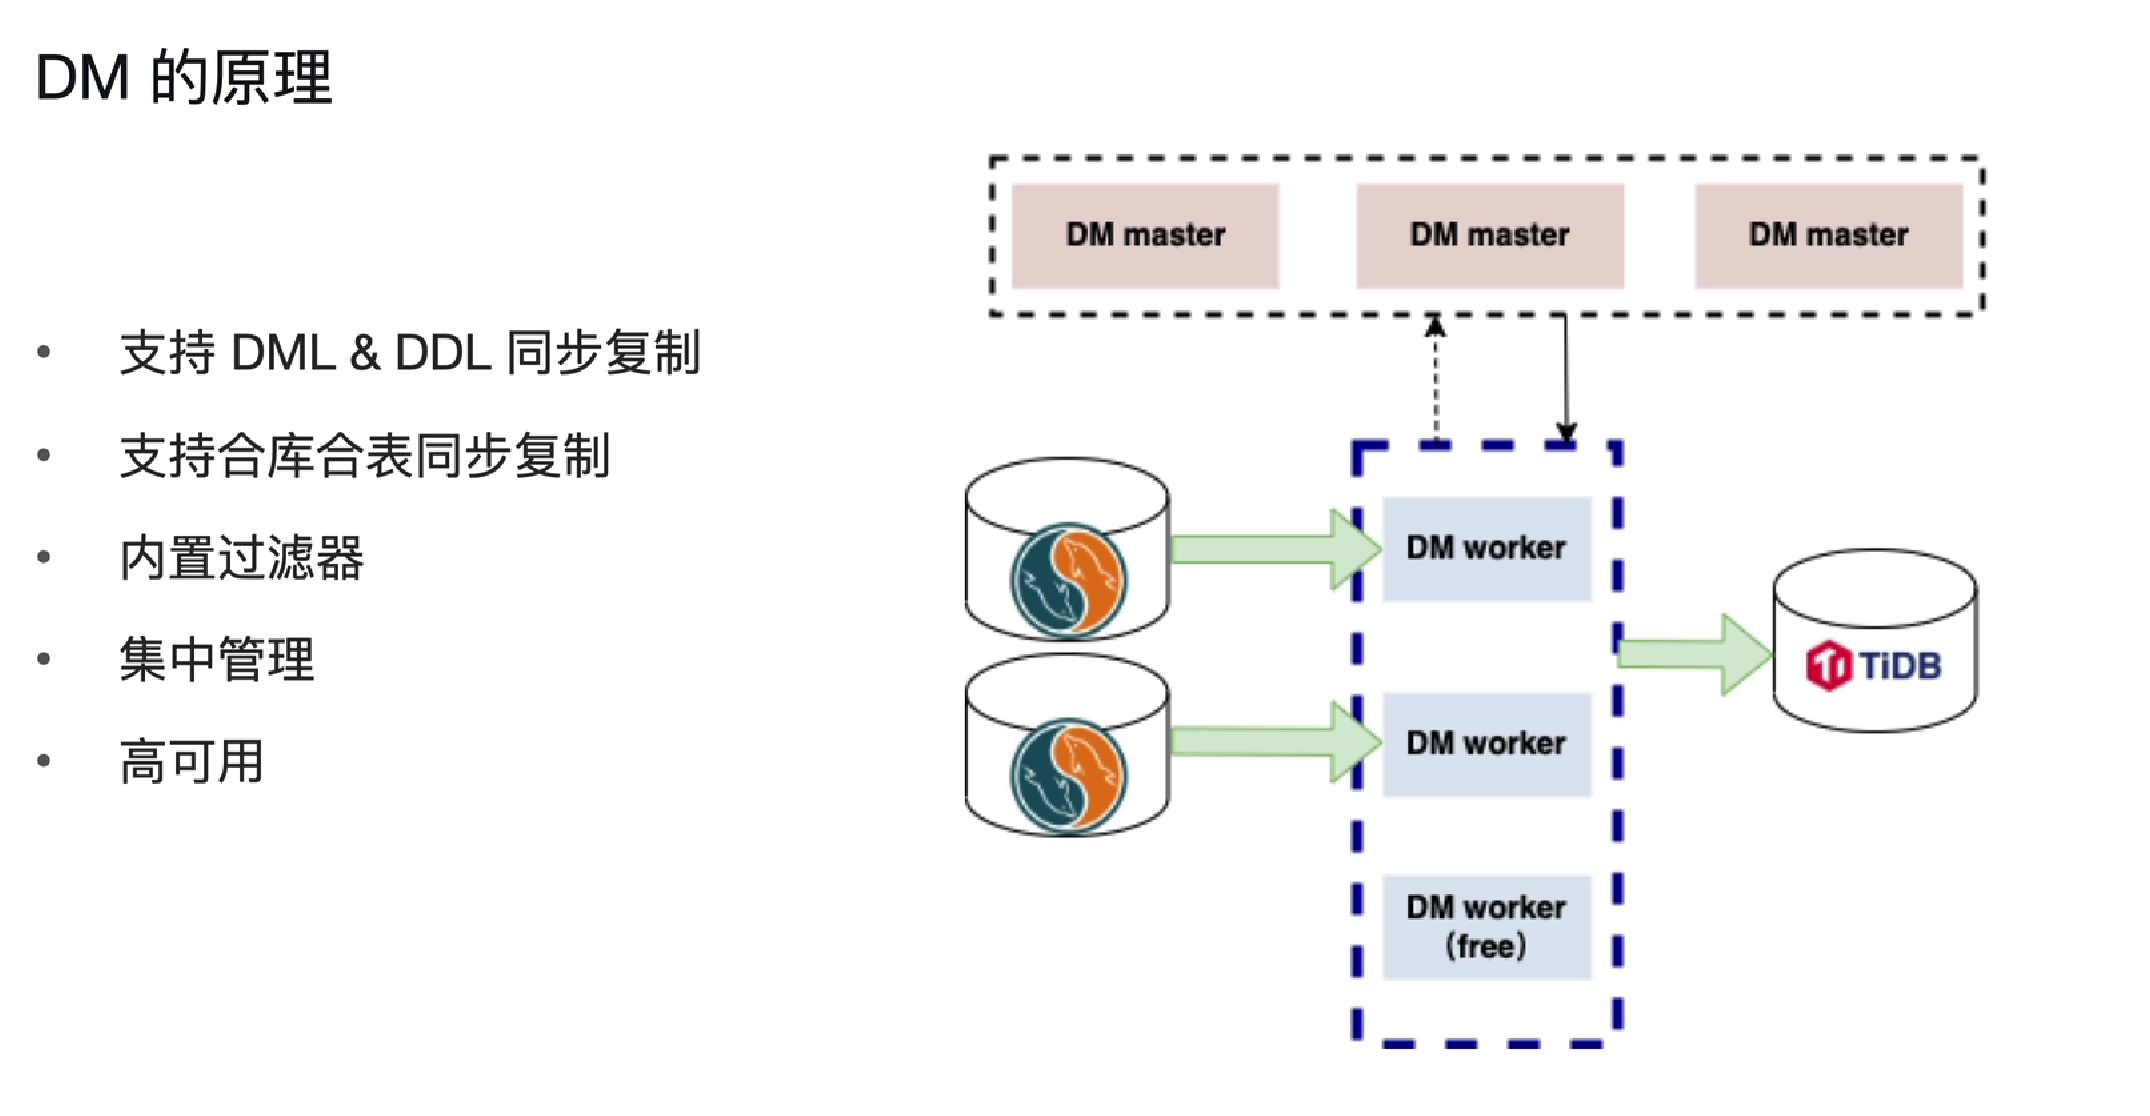 DM 的原理
• 支持 DML & DDL 同步复制
• 支持合库合表同步复制
• 内置过滤器
• 集中管理
• 高可用
DM master
DM master
DM master
DM worker
DM worker
DM worker
(free)
TiDB